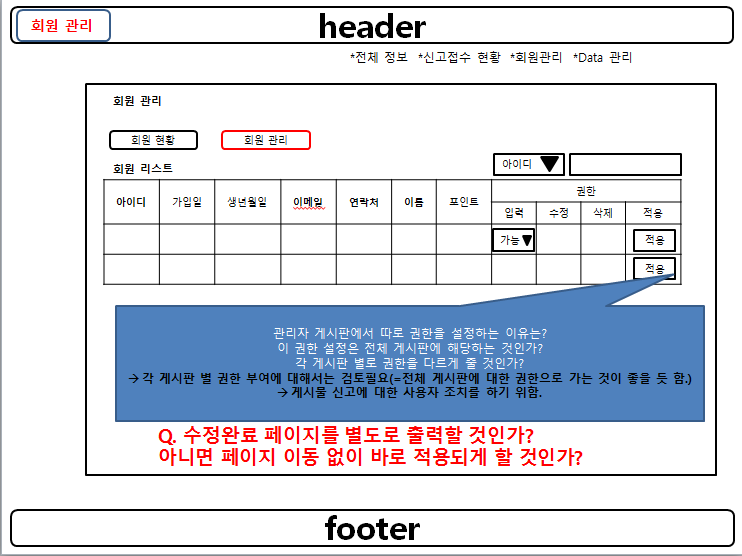 회원 관리
header
*전체 정보 *신고접수 현황 *회원관리 *Data 관리
회원 관리
회원 현황 회원 관리
회원 리스트 아이디
아이디 가입일 생년월일 이메일 연락처 이름 포인트 권한
입력 수정 삭제 적용
가능 적용
적용
관리자 게시판에서 따로 권한을 설정하는 이유는?
이 권한 설정은 전체 게시판에 해당하는 것인가?
각 게시판 별로 권한을 다르게 줄 것인가?
→각 게시판 별 권한 부여에 대해서는 검토필요(=전체 게시판에 대한 권한으로 가는 것이 좋을 듯 함.)
→게시물 신고에 대한 사용자 조치를 하기 위함.
Q. 수정완료 페이지를 별도로 출력할 것인가?
아니면 페이지 이동 없이 바로 적용되게 할 것인가?
footer